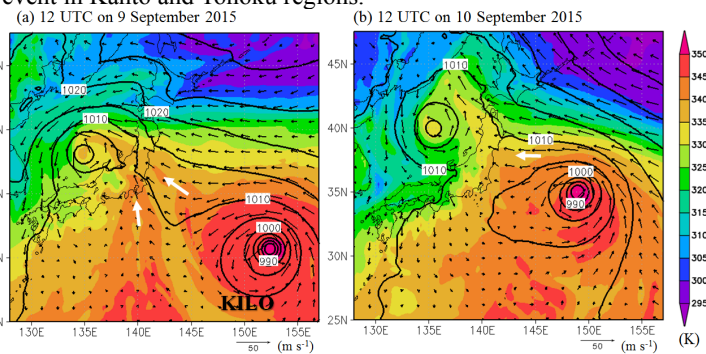 event in Kanto and Tohoku regions.
(a) 12 UTC on 9 September 2015
(b) 12 UTC on 10 September 2015
1020
1020
1010
1010
1000
990
KILO
N
N
N
N
N
130E 135E 140E 145E 150E 155E
50 (m s⁻¹)
45N
40N
35N
30N
25N
1010
1010
1010
1000
990
130E 135E 140E 145E 150E 155E
50 (m s⁻¹)
350
345
340
335
330
325
320
315
310
305
300
295
(K)